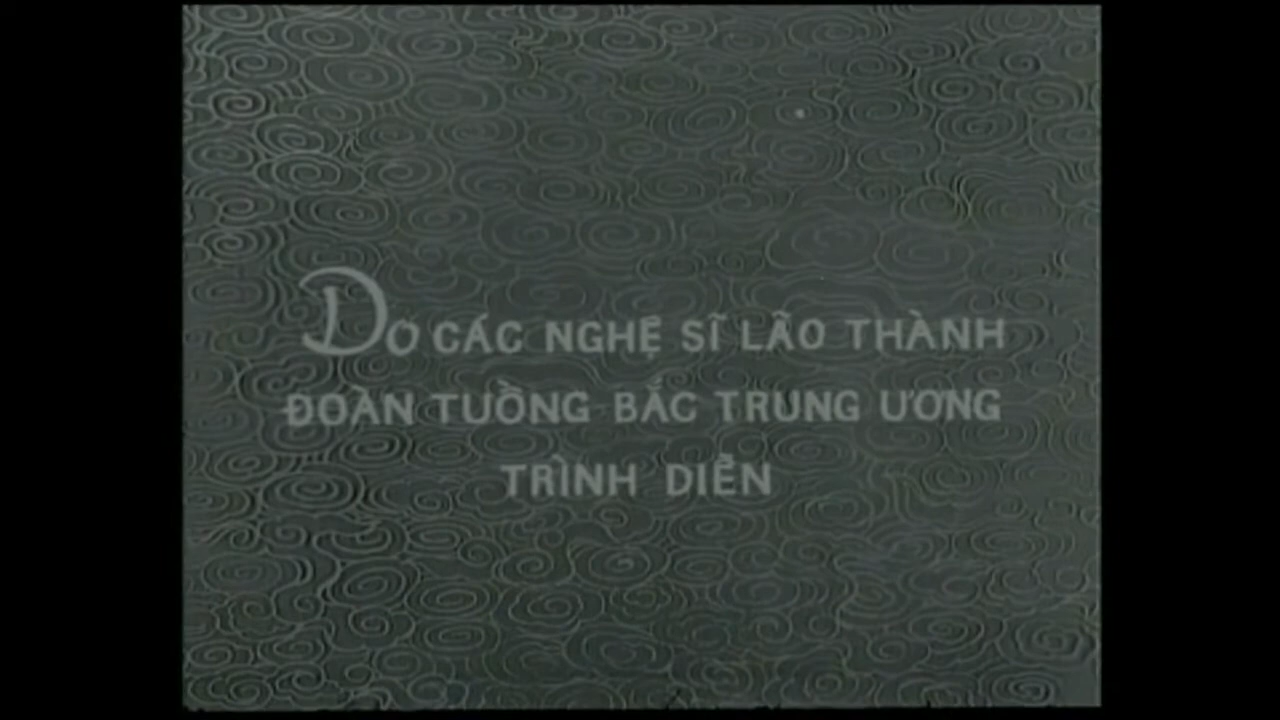 Do CÁC NGHỆ SĨ LÃO THÀNH
ĐOÀN TUỒNG BẮC TRUNG ƯƠNG
TRÌNH DIỄN